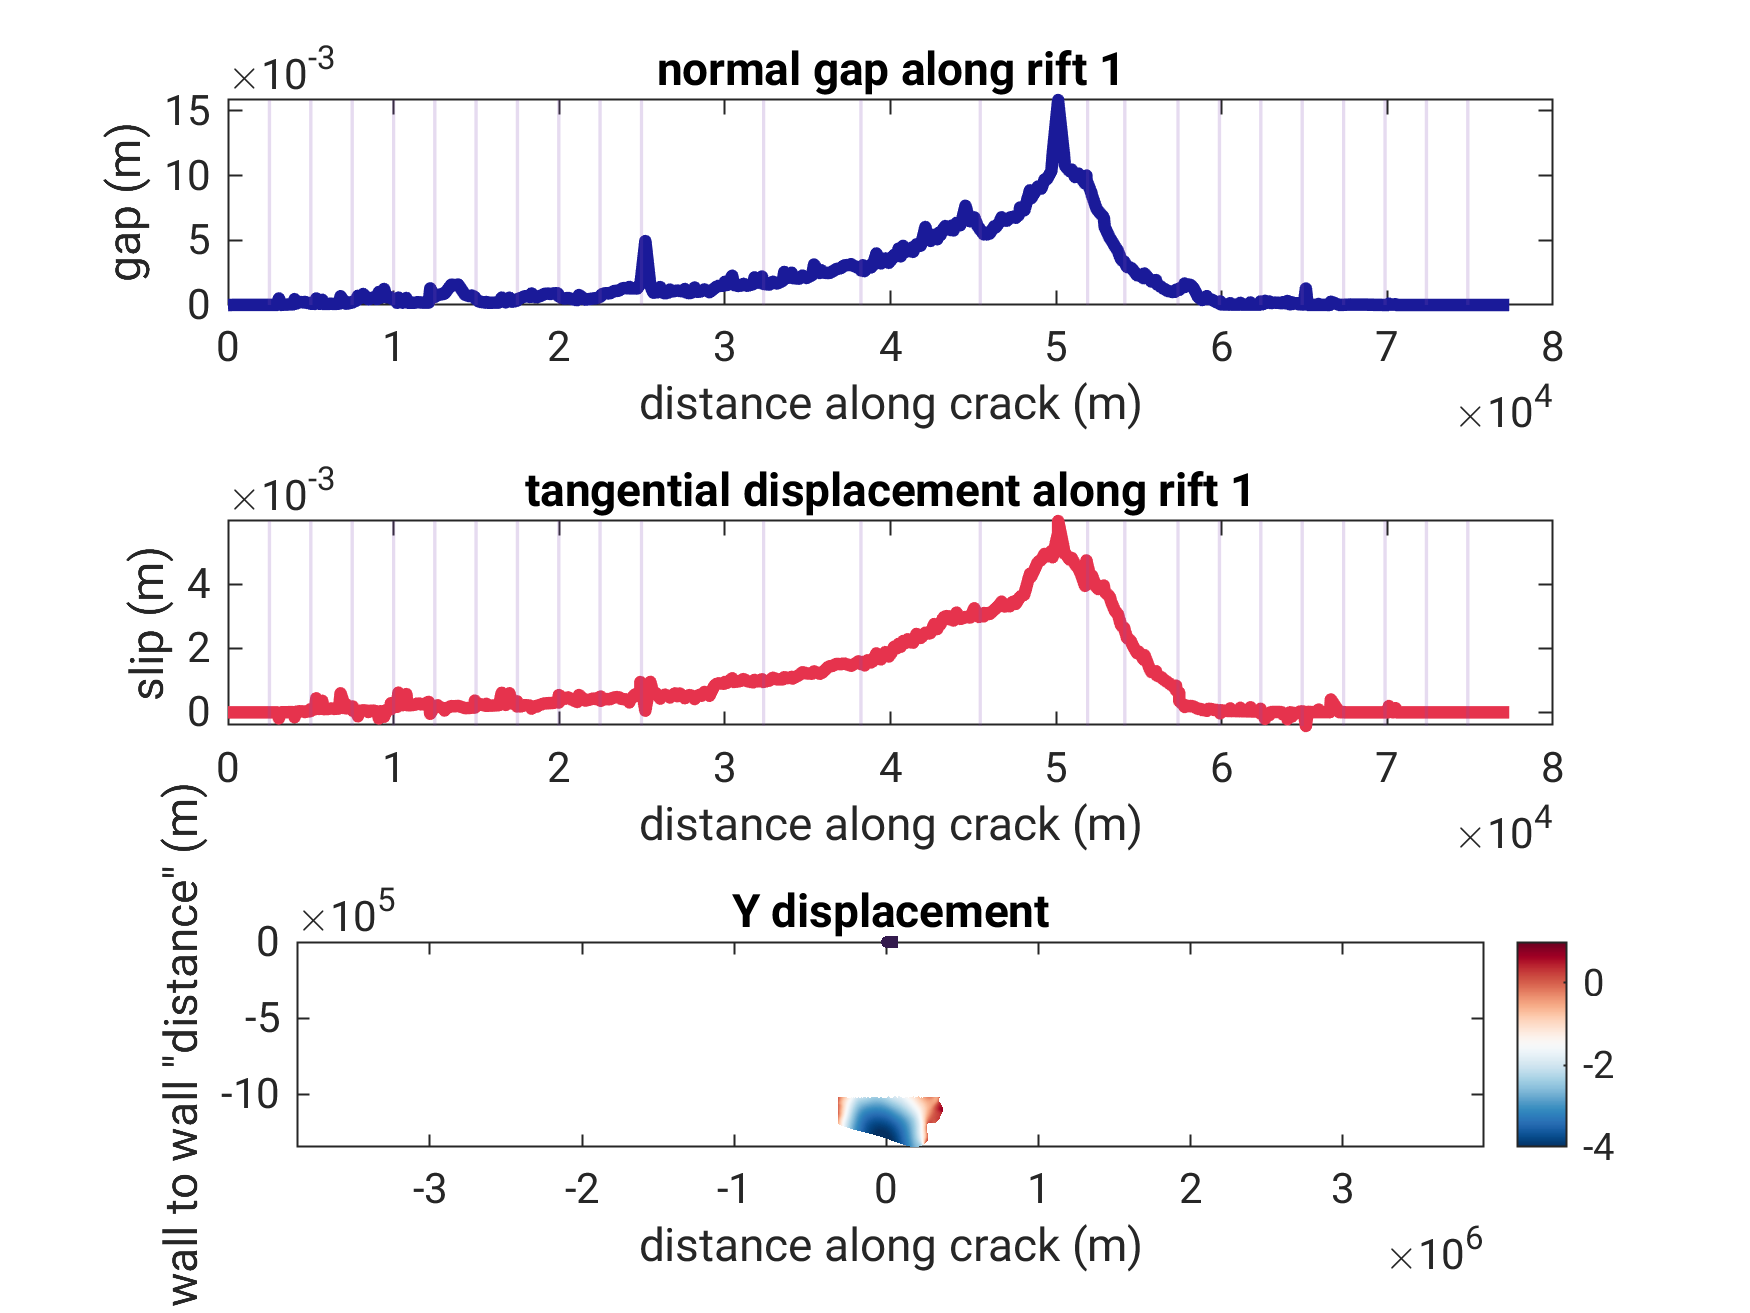 ×10-3
normal gap along rift 1
15
10
5
0
gap (m)
0 1 2 3 4 5 6 7 8
distance along crack (m)
×104
×10-3
tangential displacement along rift 1
4
2
0
slip (m)
0 1 2 3 4 5 6 7 8
distance along crack (m)
×104
×105
Y displacement
0
-5
-10
wall to wall "distance" (m)
0
-2
-4
-3 -2 -1 0 1 2 3
distance along crack (m)
×106